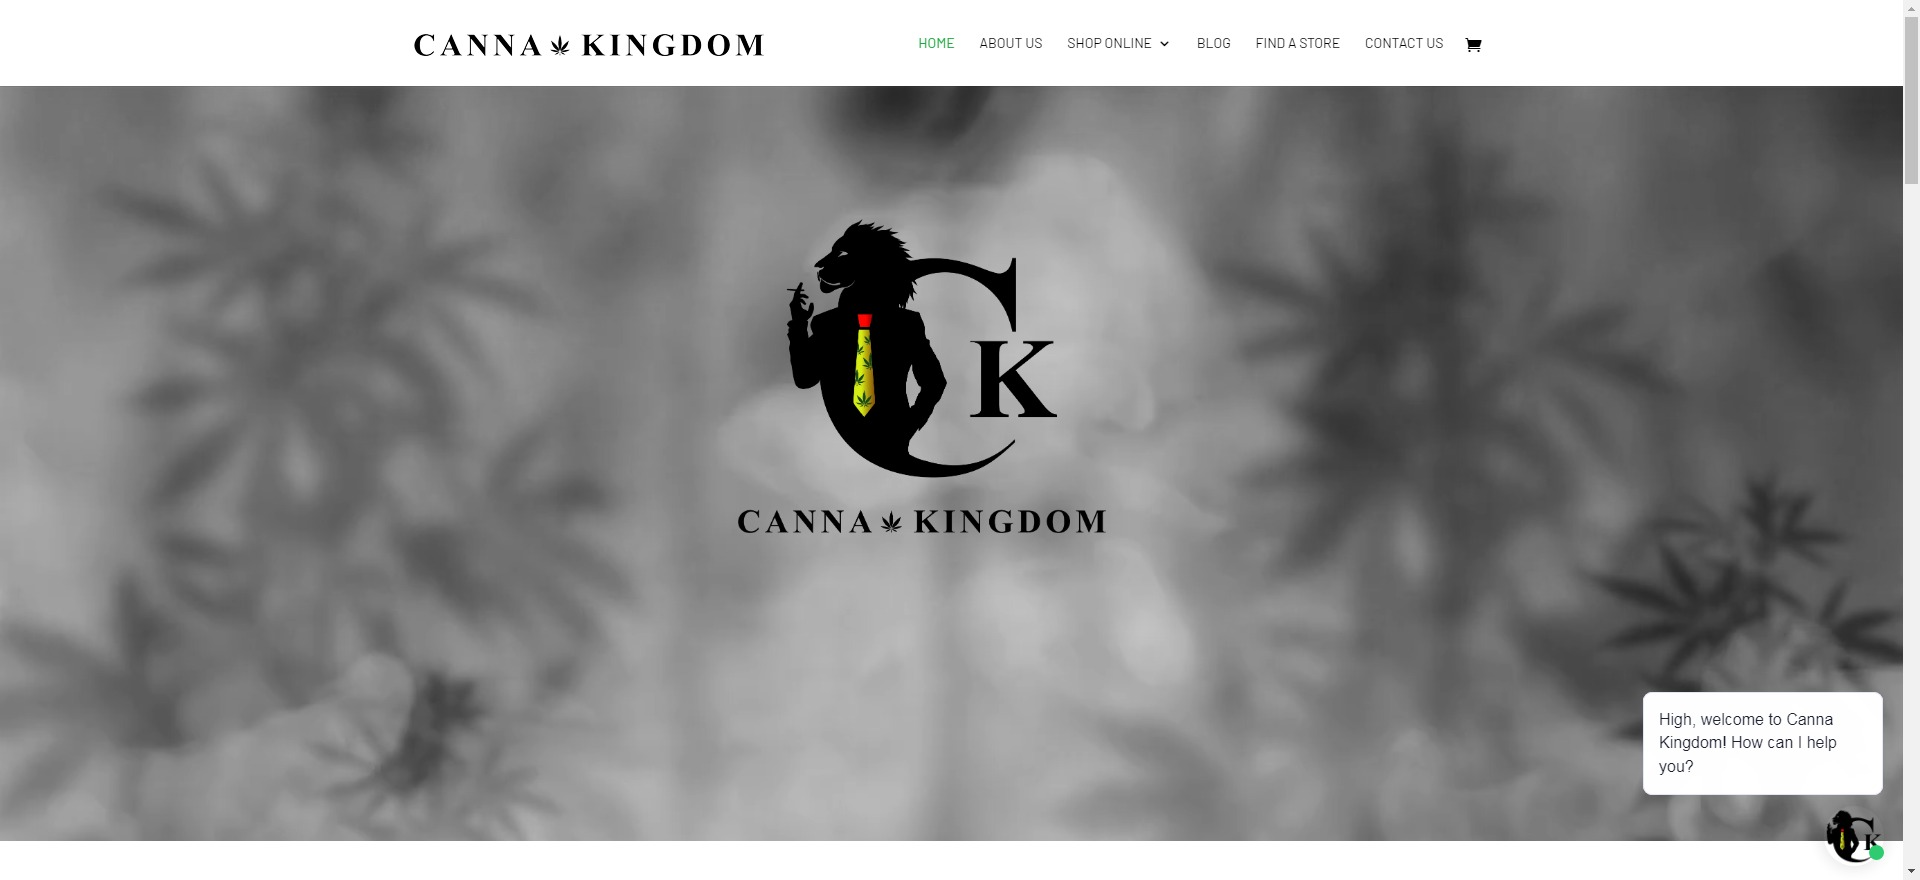 CANNA KINGDOM
HOME ABOUT US SHOP ONLINE BLOG FIND A STORE CONTACT US
CK
CANNA KINGDOM
High, welcome to Canna
Kingdom! How can I help
you?
CK